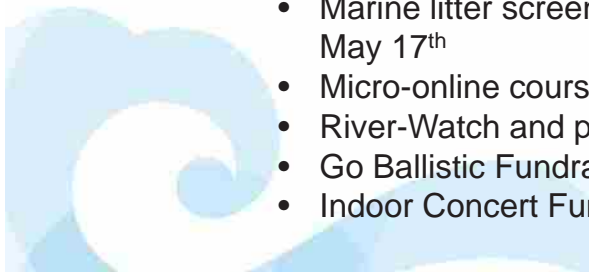 • Marine litter
May 17th
• Micro-online
• River-Watch and
• Go Ballistic
• Indoor Concert